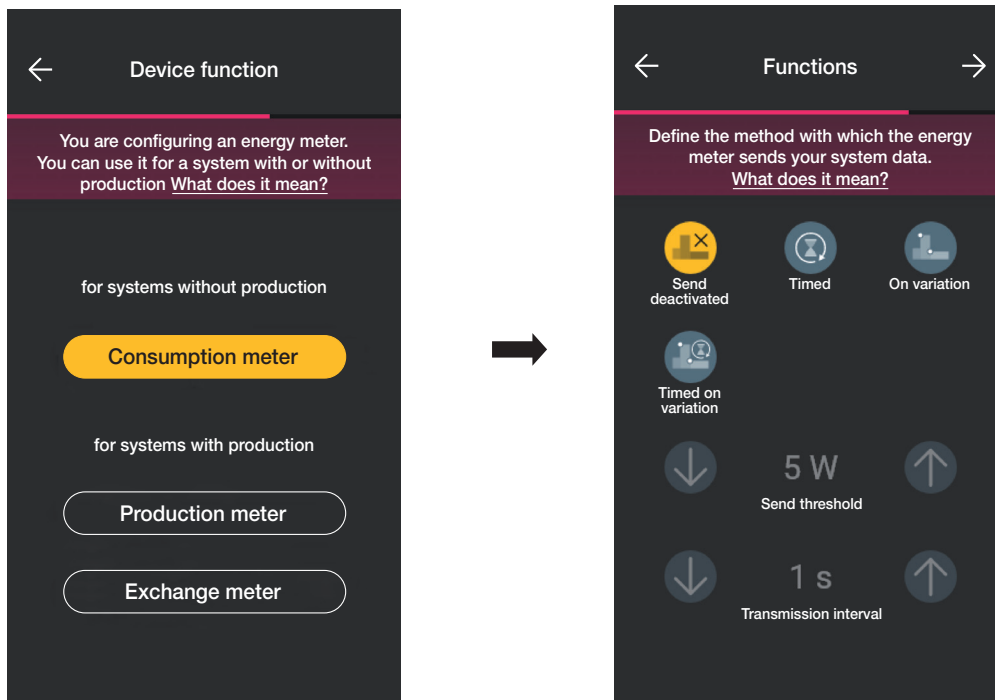 Device function
You are configuring an energy meter.
You can use it for a system with or without
production What does it mean?
for systems without production
Consumption meter
for systems with production
Production meter
Exchange meter
Functions
Define the method with which the energy
meter sends your system data.
What does it mean?
Send
deactivated
Timed
On variation
Timed on
variation
5 W
Send threshold
1 s
Transmission interval